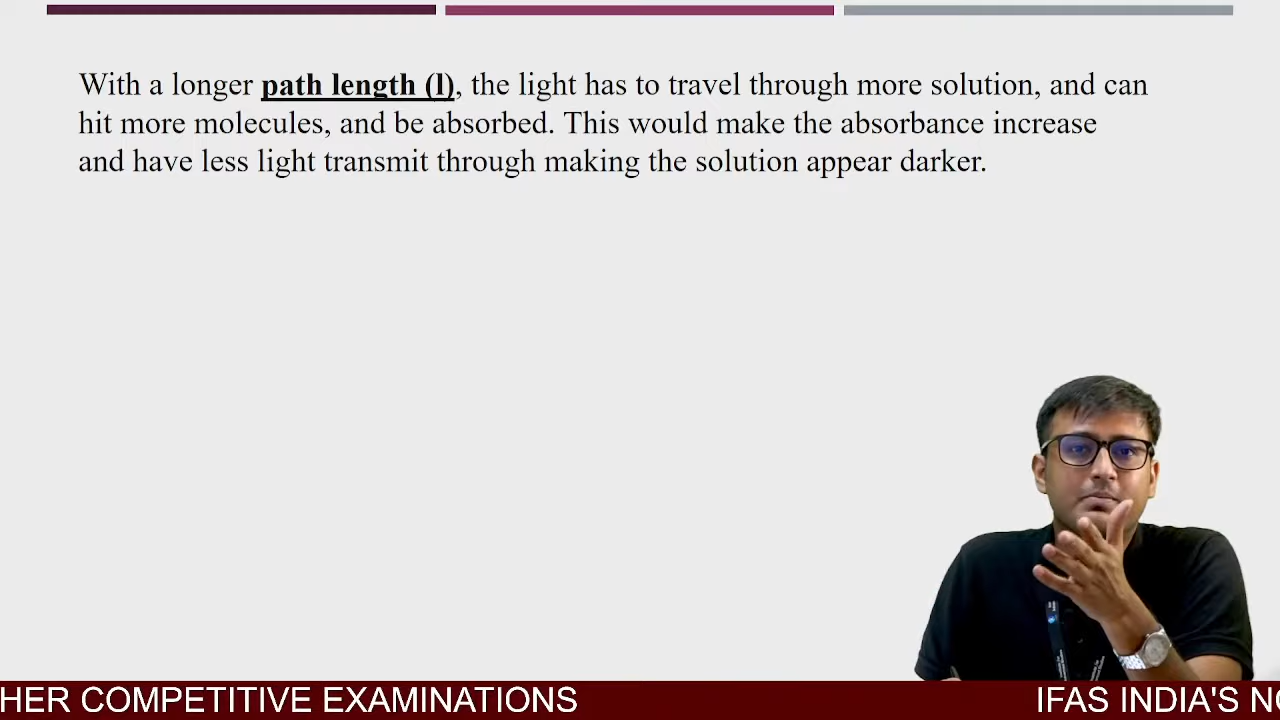 With a longer path length (l), the light has to travel through more solution, and can
hit more molecules, and be absorbed. This would make the absorbance increase
and have less light transmit through making the solution appear darker.
HER COMPETITIVE EXAMINATIONS
IFAS INDIA'S